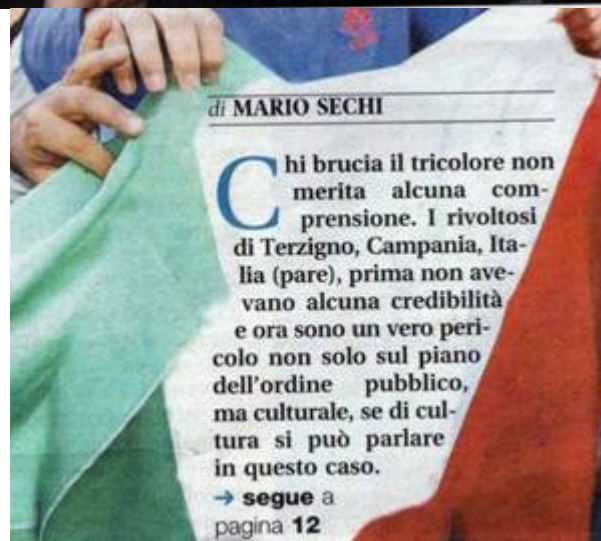 di MARIO SECHI
Chi brucia il tricolore non
merita alcuna com-
prensione. I rivoltosi
di Terzigno, Campania, Ita-
lia (pare), prima non ave-
vano alcuna credibilità
e ora sono un vero peri-
colo non solo sul piano
dell'ordine pubblico,
ma culturale, se di cul-
tura si può parlare
in questo caso.
→ segue a
pagina 12